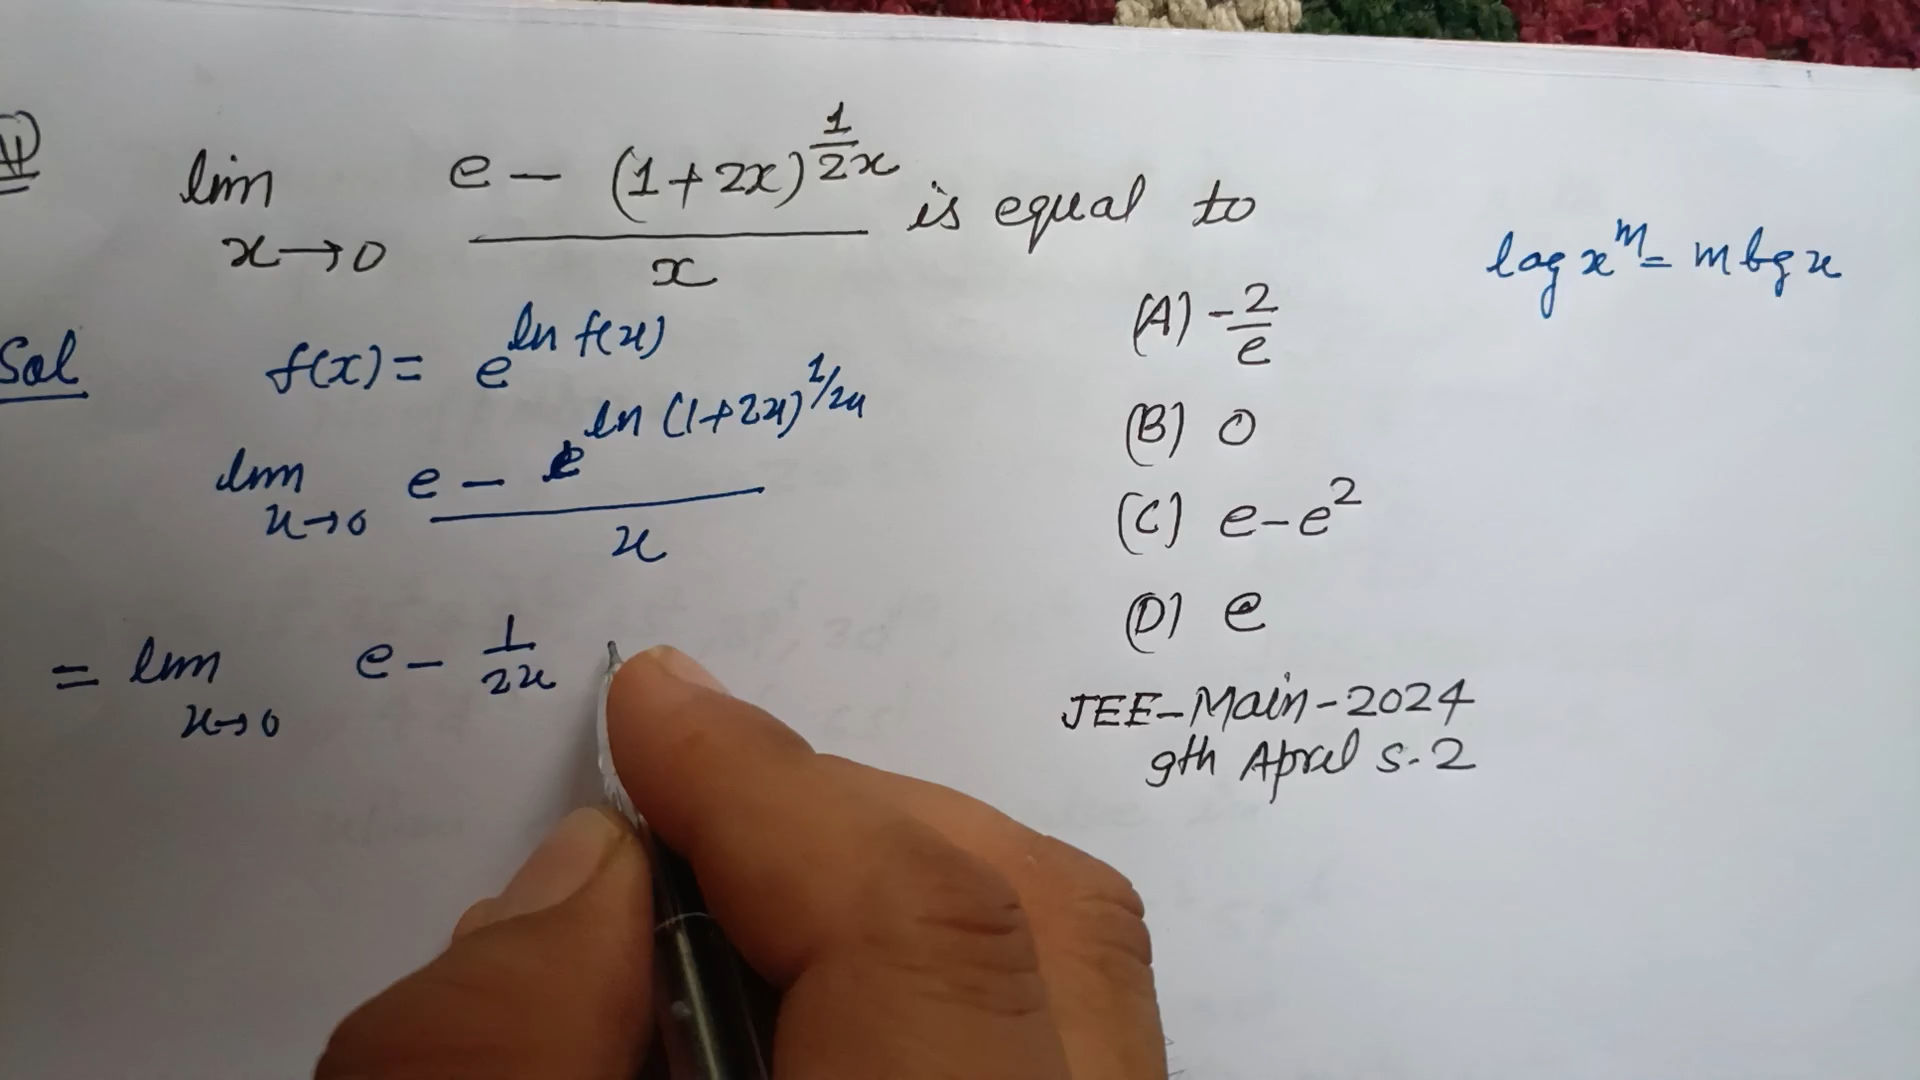 lim x→0 e - (1+2x)^(1/2x) / x is equal to
(A) -2/e
(B) 0
(C) e-e²
(D) e
JEE-Main-2024
9th April S.2
log x^m = m log x
Sol f(x) = e^(ln f(x))
lim x→0 e - e^(ln (1+2x)^(1/2x)) / x
= lim x→0 e - 1/2x